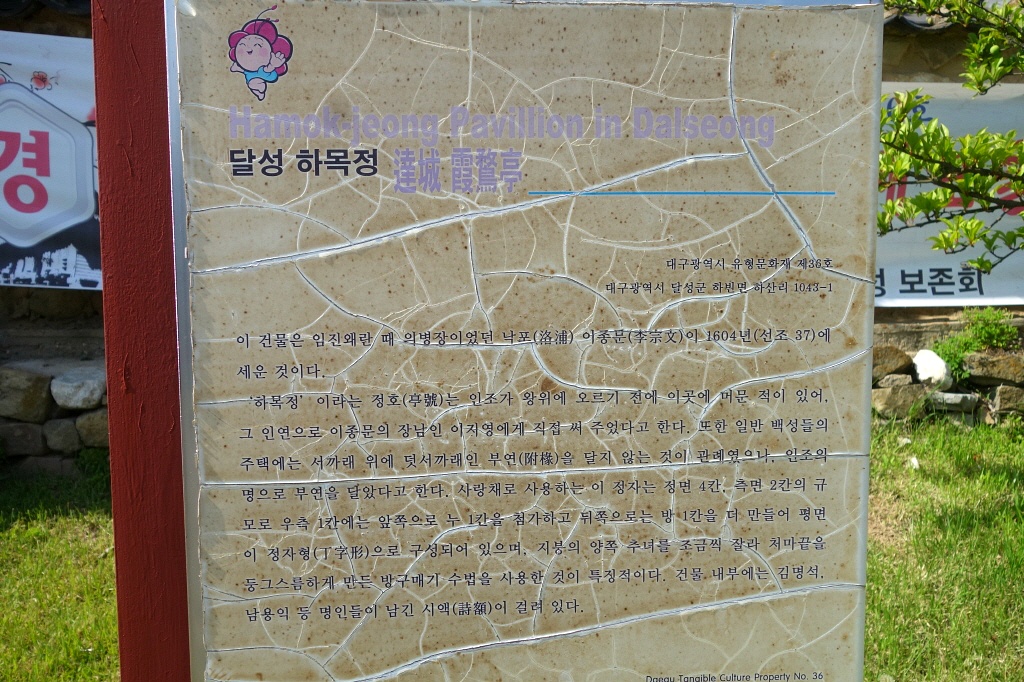 Hamok-jeong Pavillion in Dalseong
달성 하목정 達城 霞鶩亭
대구광역시 유형문화재 제36호
대구광역시 달성군 하빈면 하산리 1043-1
이 건물은 임진왜란 때 의병장이었던 낙포(洛浦) 이종문(李宗文)이 1604년(선조 37)에
세운 것이다.
'하목정' 이라는 정호(亭號)는 인조가 왕위에 오르기 전에 이곳에 머문 적이 있어,
그 인연으로 이종문의 장남인 이지영에게 직접 써 주었다고 한다. 또한 일반 백성들의
주택에는 서까래 위에 덧서까래인 부연(附椽)을 달지 않는 것이 관례였으나, 인조의
명으로 부연을 달았다고 한다. 사랑채로 사용하는 이 정자는 정면 4칸, 측면 2칸의 규
모로 우측 1칸에는 앞쪽으로 누 1칸을 첨가하고 뒤쪽으로는 방 1칸을 더 만들어 평면
이 정자형(丁字形)으로 구성되어 있으며, 지붕의 양쪽 추녀를 조금씩 잘라 처마끝을
둥그스름하게 만든 방구매기 수법을 사용한 것이 특징적이다. 건물 내부에는 김명석,
남용익 등 명인들이 남긴 시액(詩額)이 걸려 있다.
Daegu Tangible Culture Property No. 36
경
보존회